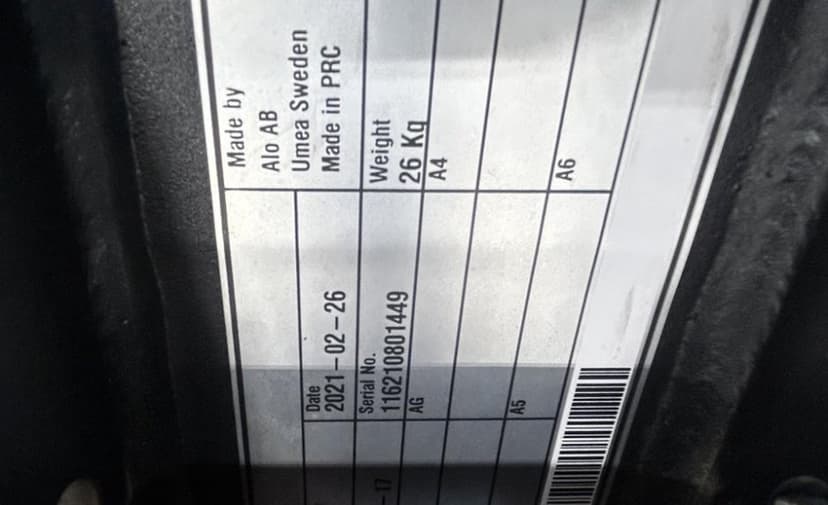 Made by
Alo AB
Umea Sweden
Made in PRC
Date
2021-02-26
Serial No.
116210801449
Weight
26 Kg
17
AG
A4
A5
A6